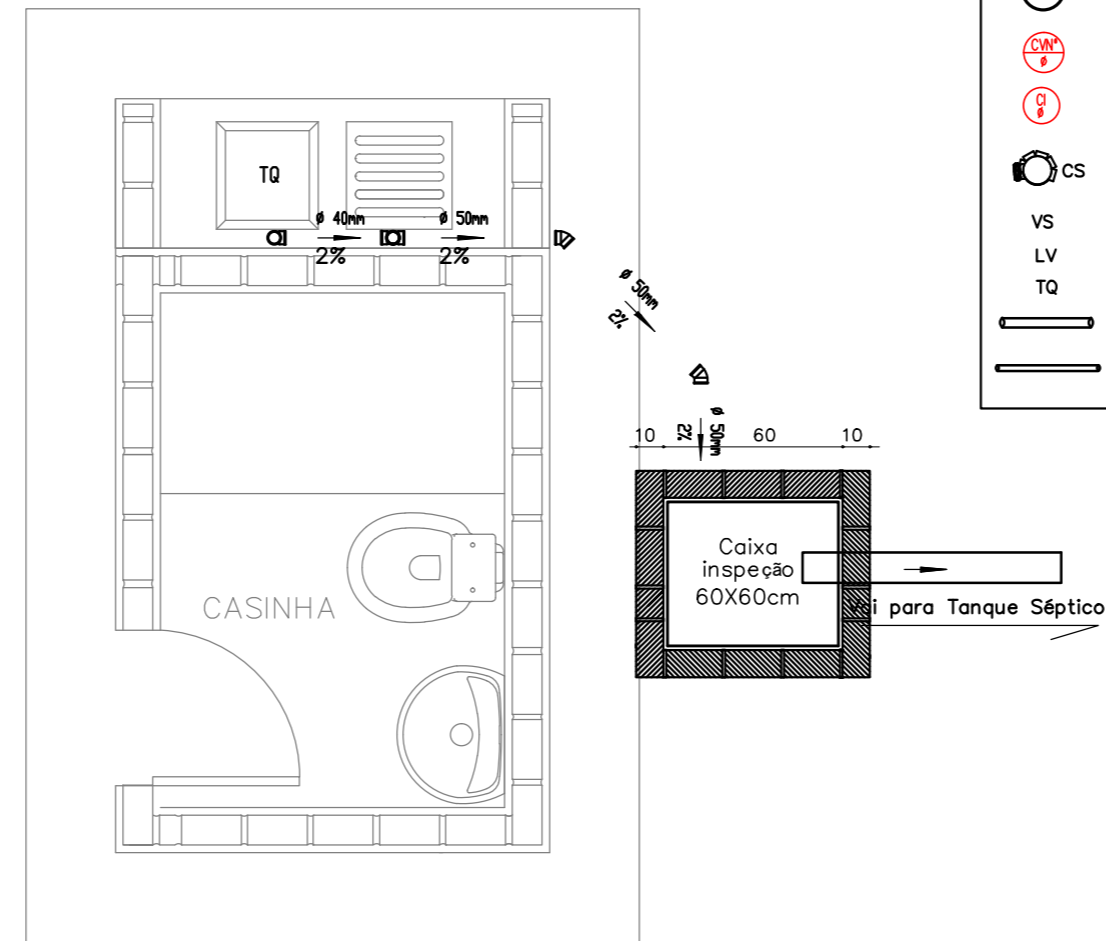 CVN°
ø
CI
ø
CS
VS
LV
TQ
TQ
ø 40mm
2%
ø 50mm
2%
ø 50mm
2%
ø 50mm
2%
10
60
10
Caixa
inspeção
60X60cm
Vai para Tanque Séptico
CASINHA